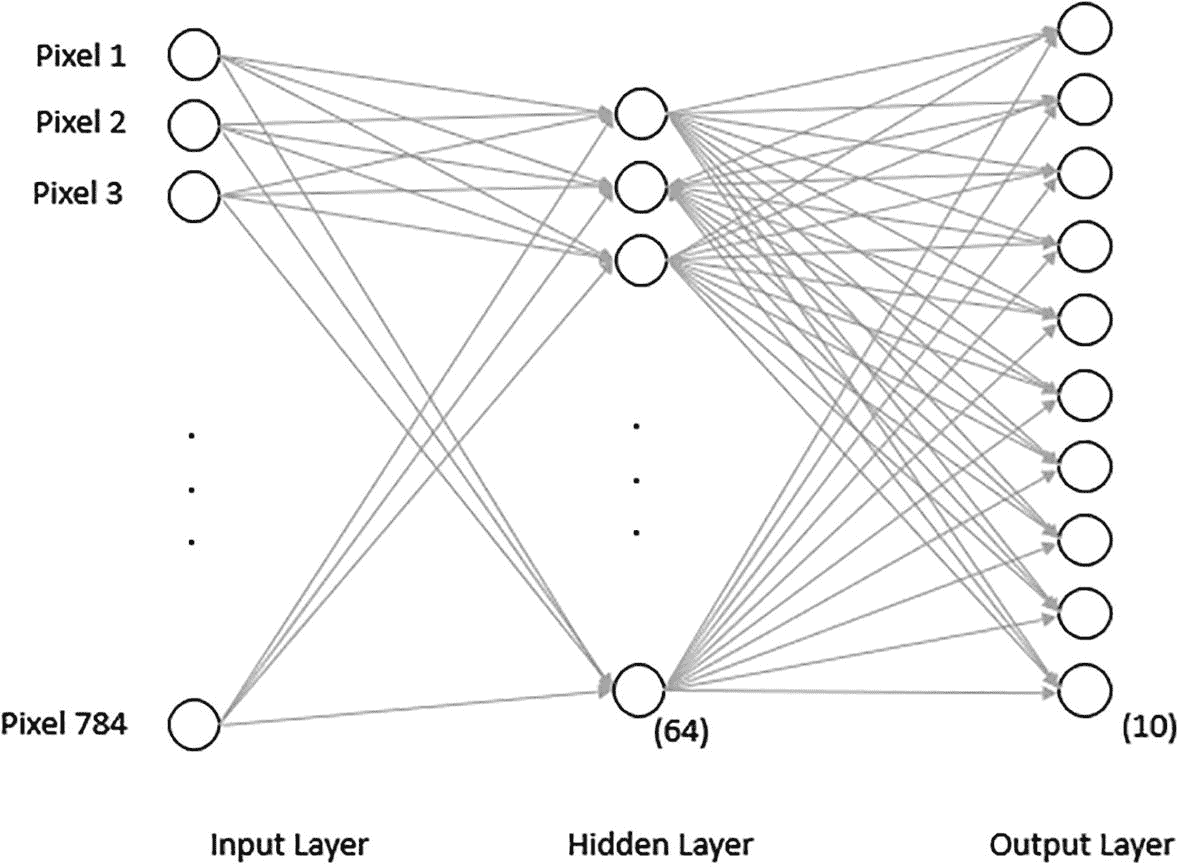 Pixel 1
Pixel 2
Pixel 3
Pixel 784
(64)
(10)
Input Layer
Hidden Layer
Output Layer